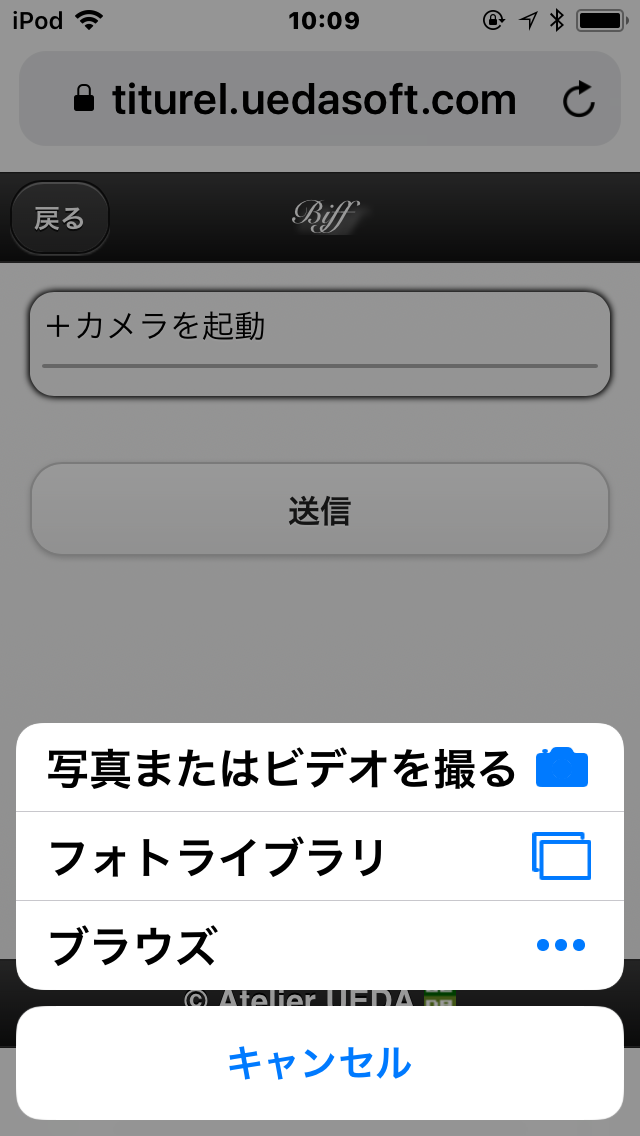 iPod 10:09
titurel.uedasoft.com
戻る Biff
＋カメラを起動
送信
写真またはビデオを撮る
フォトライブラリ
ブラウズ
© Atelier UEDA
キャンセル